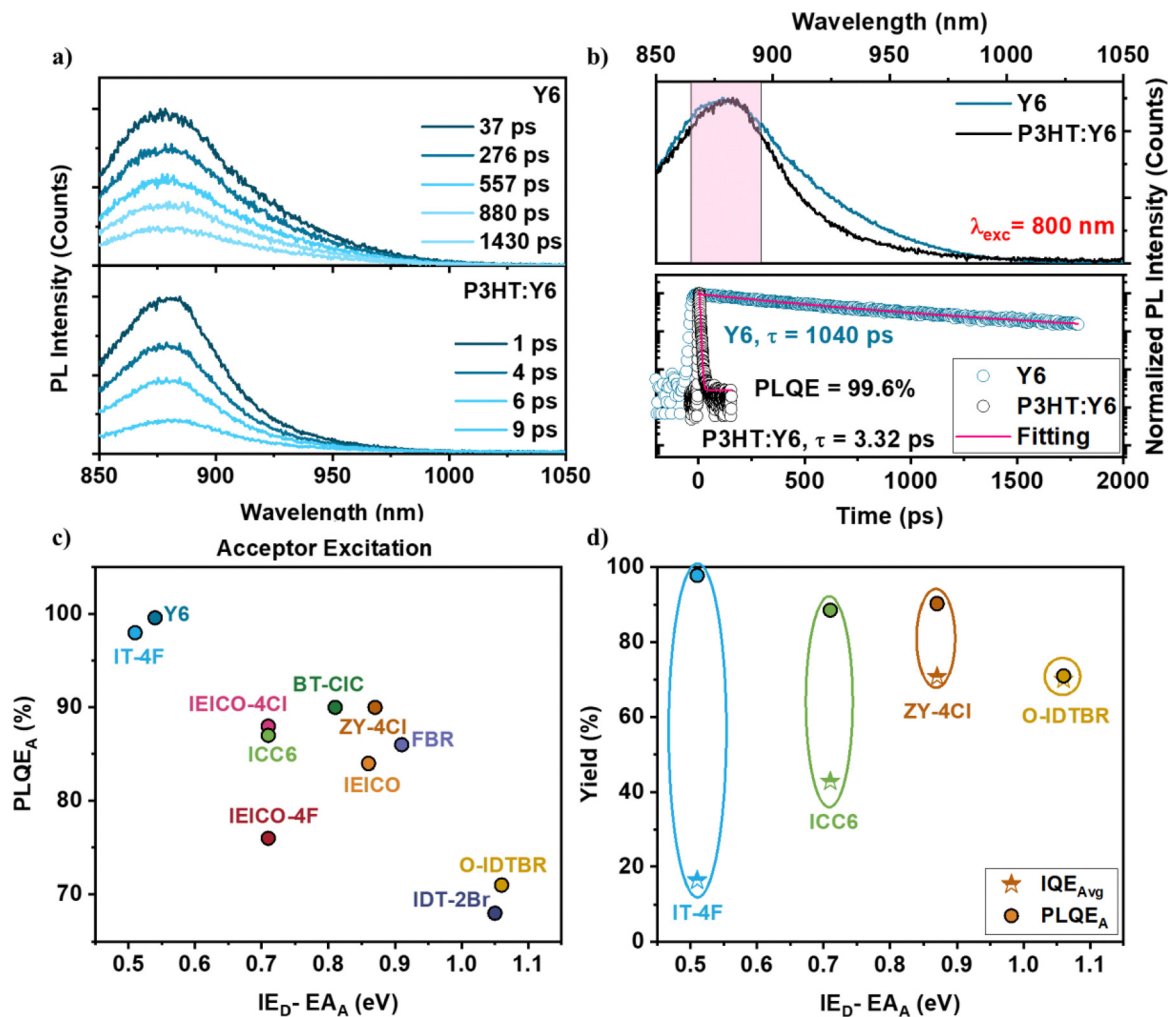 a)
Y6
37 ps
276 ps
557 ps
880 ps
1430 ps
P3HT:Y6
1 ps
4 ps
6 ps
9 ps
PL Intensity (Counts)
850 900 950 1000 1050
Wavelength (nm)
b)
Wavelength (nm)
850 900 950 1000 1050
Y6
P3HT:Y6
λexc= 800 nm
Y6, τ = 1040 ps
PLQE = 99.6%
P3HT:Y6, τ = 3.32 ps
Y6
P3HT:Y6
Fitting
Normalized PL Intensity (Counts)
0 500 1000 1500 2000
Time (ps)
c)
Acceptor Excitation
PLQEA (%)
100
90
80
70
Y6
IT-4F
IEICO-4Cl
ICC6
BT-CIC
ZY-4Cl
FBR
IEICO
IEICO-4F
O-IDTBR
IDT-2Br
0.5 0.6 0.7 0.8 0.9 1.0 1.1
IED- EAA (eV)
d)
Yield (%)
100
80
60
40
20
0
IT-4F
ICC6
ZY-4Cl
O-IDTBR
IQEAvg
PLQEA
0.5 0.6 0.7 0.8 0.9 1.0 1.1
IED- EAA (eV)